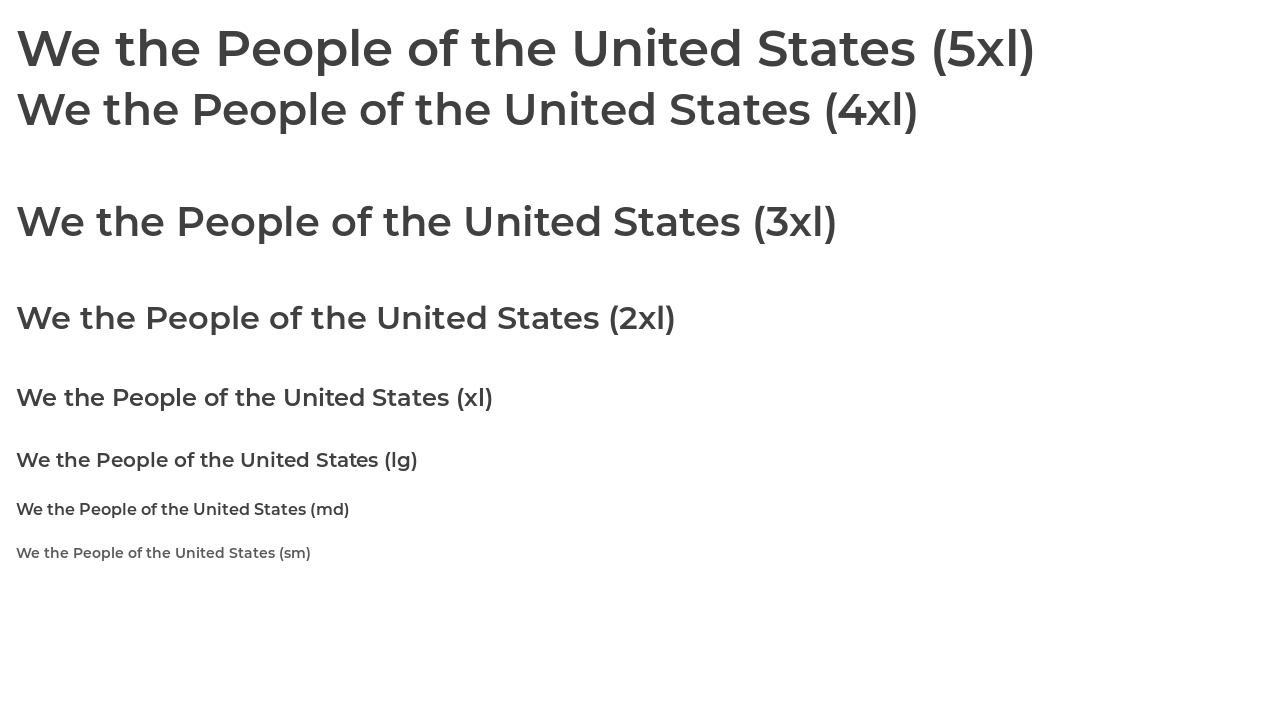 We the People of the United States (5xl)
We the People of the United States (4xl)
We the People of the United States (3xl)
We the People of the United States (2xl)
We the People of the United States (xl)
We the People of the United States (lg)
We the People of the United States (md)
We the People of the United States (sm)